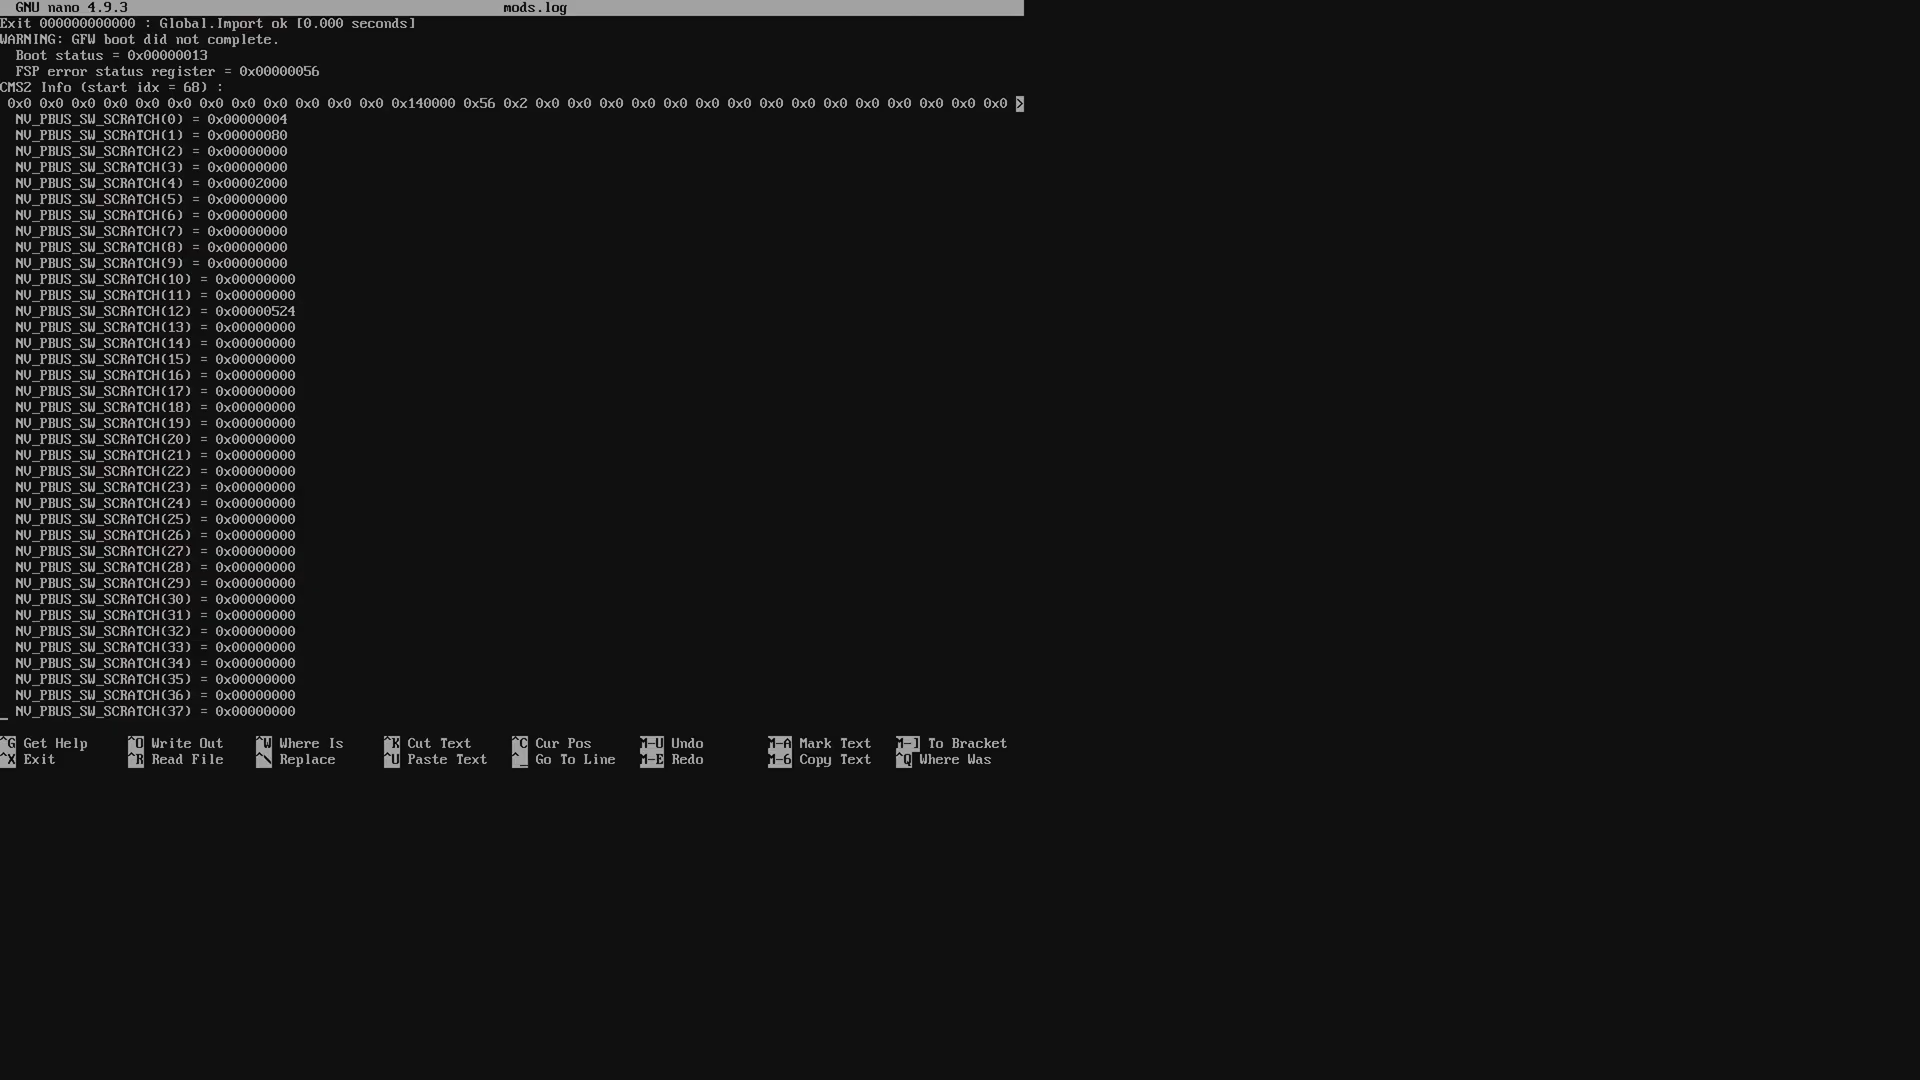 GNU nano 4.9.3 mods.log
Exit 000000000000 : Global.Import ok [0.000 seconds]
WARNING: GFW boot did not complete.
Boot status = 0x00000013
FSP error status register = 0x00000056
CMS2 Info (start idx = 68) :
0x0 0x0 0x0 0x0 0x0 0x0 0x0 0x0 0x0 0x0 0x0 0x0 0x140000 0x56 0x2 0x0 0x0 0x0 0x0 0x0 0x0 0x0 0x0 0x0 0x0 0x0 0x0 0x0 0x0 0x0 >
NV_PBUS_SW_SCRATCH(0) = 0x00000004
NV_PBUS_SW_SCRATCH(1) = 0x00000080
NV_PBUS_SW_SCRATCH(2) = 0x00000000
NV_PBUS_SW_SCRATCH(3) = 0x00000000
NV_PBUS_SW_SCRATCH(4) = 0x00002000
NV_PBUS_SW_SCRATCH(5) = 0x00000000
NV_PBUS_SW_SCRATCH(6) = 0x00000000
NV_PBUS_SW_SCRATCH(7) = 0x00000000
NV_PBUS_SW_SCRATCH(8) = 0x00000000
NV_PBUS_SW_SCRATCH(9) = 0x00000000
NV_PBUS_SW_SCRATCH(10) = 0x00000000
NV_PBUS_SW_SCRATCH(11) = 0x00000000
NV_PBUS_SW_SCRATCH(12) = 0x00000524
NV_PBUS_SW_SCRATCH(13) = 0x00000000
NV_PBUS_SW_SCRATCH(14) = 0x00000000
NV_PBUS_SW_SCRATCH(15) = 0x00000000
NV_PBUS_SW_SCRATCH(16) = 0x00000000
NV_PBUS_SW_SCRATCH(17) = 0x00000000
NV_PBUS_SW_SCRATCH(18) = 0x00000000
NV_PBUS_SW_SCRATCH(19) = 0x00000000
NV_PBUS_SW_SCRATCH(20) = 0x00000000
NV_PBUS_SW_SCRATCH(21) = 0x00000000
NV_PBUS_SW_SCRATCH(22) = 0x00000000
NV_PBUS_SW_SCRATCH(23) = 0x00000000
NV_PBUS_SW_SCRATCH(24) = 0x00000000
NV_PBUS_SW_SCRATCH(25) = 0x00000000
NV_PBUS_SW_SCRATCH(26) = 0x00000000
NV_PBUS_SW_SCRATCH(27) = 0x00000000
NV_PBUS_SW_SCRATCH(28) = 0x00000000
NV_PBUS_SW_SCRATCH(29) = 0x00000000
NV_PBUS_SW_SCRATCH(30) = 0x00000000
NV_PBUS_SW_SCRATCH(31) = 0x00000000
NV_PBUS_SW_SCRATCH(32) = 0x00000000
NV_PBUS_SW_SCRATCH(33) = 0x00000000
NV_PBUS_SW_SCRATCH(34) = 0x00000000
NV_PBUS_SW_SCRATCH(35) = 0x00000000
NV_PBUS_SW_SCRATCH(36) = 0x00000000
NV_PBUS_SW_SCRATCH(37) = 0x00000000
^G Get Help ^O Write Out ^W Where Is ^K Cut Text ^C Cur Pos M-U Undo M-A Mark Text M-] To Bracket
^X Exit ^R Read File ^\ Replace ^U Paste Text ^_ Go To Line M-E Redo M-6 Copy Text ^Q Where Was